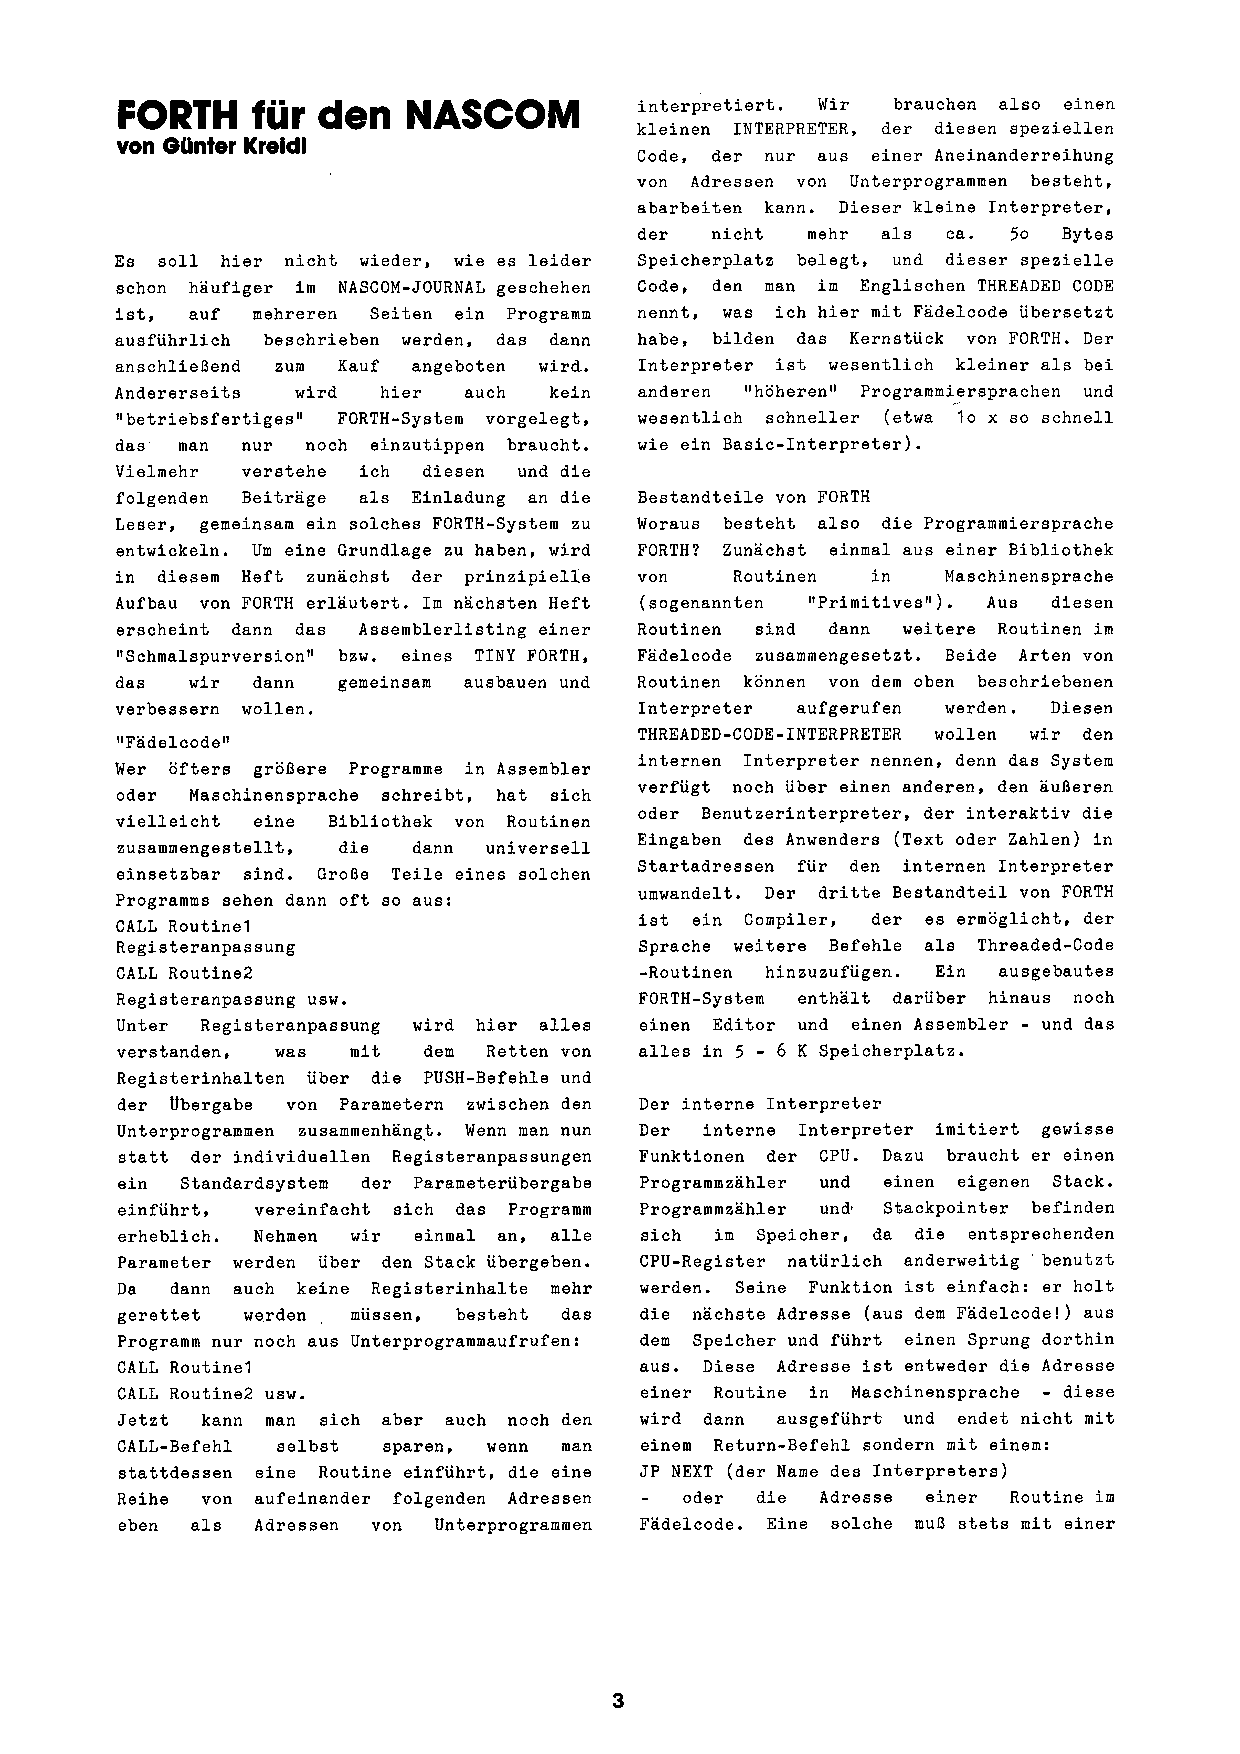 FORTH für den NASCOM
von Günter Kreidl
Es soll hier nicht wieder, wie es leider
schon häufiger im NASCOM-JOURNAL geschehen
ist, auf mehreren Seiten ein Programm
ausführlich beschrieben werden, das dann
anschließend zum Kauf angeboten wird.
Andererseits wird hier auch kein
"betriebsfertiges" FORTH-System vorgelegt,
das man nur noch einzutippen braucht.
Vielmehr verstehe ich diesen und die
folgenden Beiträge als Einladung an die
Leser, gemeinsam ein solches FORTH-System zu
entwickeln. Um eine Grundlage zu haben, wird
in diesem Heft zunächst der prinzipielle
Aufbau von FORTH erläutert. Im nächsten Heft
erscheint dann das Assemblerlisting einer
"Schmalspurversion" bzw. eines TINY FORTH,
das wir dann gemeinsam ausbauen und
verbessern wollen.
"Fädelcode"
Wer öfters größere Programme in Assembler
oder Maschinensprache schreibt, hat sich
vielleicht eine Bibliothek von Routinen
zusammengestellt, die dann universell
einsetzbar sind. Große Teile eines solchen
Programms sehen dann oft so aus:
CALL Routine1
Registeranpassung
CALL Routine2
Registeranpassung usw.
Unter Registeranpassung wird hier alles
verstanden, was mit dem Retten von
Registerinhalten über die PUSH-Befehle und
der Übergabe von Parametern zwischen den
Unterprogrammen zusammenhängt. Wenn man nun
statt der individuellen Registeranpassungen
ein Standardsystem der Parameterübergabe
einführt, vereinfacht sich das Programm
erheblich. Nehmen wir einmal an, alle
Parameter werden über den Stack übergeben.
Da dann auch keine Registerinhalte mehr
gerettet werden müssen, besteht das
Programm nur noch aus Unterprogrammaufrufen:
CALL Routine1
CALL Routine2 usw.
Jetzt kann man sich aber auch noch den
CALL-Befehl selbst sparen, wenn man
stattdessen eine Routine einführt, die eine
Reihe von aufeinander folgenden Adressen
eben als Adressen von Unterprogrammen
interpretiert. Wir brauchen also einen
kleinen INTERPRETER, der diesen speziellen
Code, der nur aus einer Aneinanderreihung
von Adressen von Unterprogrammen besteht,
abarbeiten kann. Dieser kleine Interpreter,
der nicht mehr als ca. 5o Bytes
Speicherplatz belegt, und dieser spezielle
Code, den man im Englischen THREADED CODE
nennt, was ich hier mit Fädelcode übersetzt
habe, bilden das Kernstück von FORTH. Der
Interpreter ist wesentlich kleiner als bei
anderen "höheren" Programmiersprachen und
wesentlich schneller (etwa 1o x so schnell
wie ein Basic-Interpreter).
Bestandteile von FORTH
Woraus besteht also die Programmiersprache
FORTH? Zunächst einmal aus einer Bibliothek
von Routinen in Maschinensprache
(sogenannten "Primitives"). Aus diesen
Routinen sind dann weitere Routinen im
Fädelcode zusammengesetzt. Beide Arten von
Routinen können von dem oben beschriebenen
Interpreter aufgerufen werden. Diesen
THREADED-CODE-INTERPRETER wollen wir den
internen Interpreter nennen, denn das System
verfügt noch über einen anderen, den äußeren
oder Benutzerinterpreter, der interaktiv die
Eingaben des Anwenders (Text oder Zahlen) in
Startadressen für den internen Interpreter
umwandelt. Der dritte Bestandteil von FORTH
ist ein Compiler, der es ermöglicht, der
Sprache weitere Befehle als Threaded-Code
-Routinen hinzuzufügen. Ein ausgebautes
FORTH-System enthält darüber hinaus noch
einen Editor und einen Assembler - und das
alles in 5 - 6 K Speicherplatz.
Der interne Interpreter
Der interne Interpreter imitiert gewisse
Funktionen der CPU. Dazu braucht er einen
Programmzähler und einen eigenen Stack.
Programmzähler und Stackpointer befinden
sich im Speicher, da die entsprechenden
CPU-Register natürlich anderweitig benutzt
werden. Seine Funktion ist einfach: er holt
die nächste Adresse (aus dem Fädelcode!) aus
dem Speicher und führt einen Sprung dorthin
aus. Diese Adresse ist entweder die Adresse
einer Routine in Maschinensprache - diese
wird dann ausgeführt und endet nicht mit
einem Return-Befehl sondern mit einem:
JP NEXT (der Name des Interpreters)
- oder die Adresse einer Routine im
Fädelcode. Eine solche muß stets mit einer
3